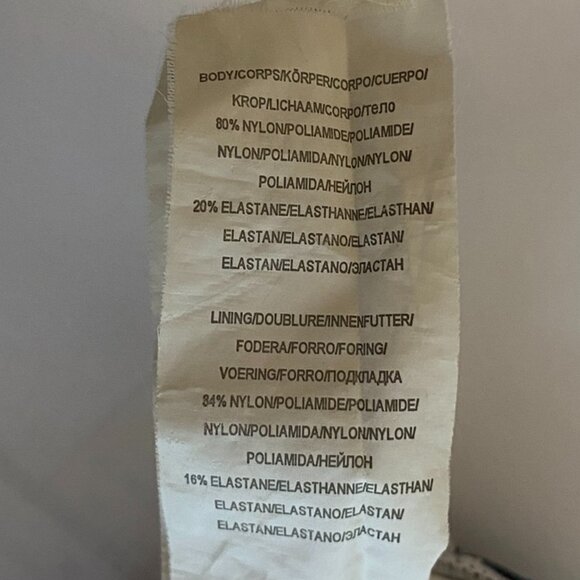 BODY/CORPS/KÖRPER/CORPO/CUERPO/
KROP/LICHAAM/CORPO/тело
80% NYLON/POLIAMIDE/POLIAMIDE/
NYLON/POLIAMIDA/NYLON/NYLON/
POLIAMIDA/НЕЙЛОН
20% ELASTANE/ELASTHANNE/ELASTHAN/
ELASTAN/ELASTANO/ELASTAN/
ELASTAN/ELASTANO/ЭЛАСТАН
LINING/DOUBLURE/INNENFUTTER/
FODERA/FORRO/FORING/
VOERING/FORRO/ПОДКЛАДКА
84% NYLON/POLIAMIDE/POLIAMIDE/
NYLON/POLIAMIDA/NYLON/NYLON/
POLIAMIDA/НЕЙЛОН
16% ELASTANE/ELASTHANNE/ELASTHAN/
ELASTAN/ELASTANO/ELASTAN/
ELASTAN/ELASTANO/ЭЛАСТАН